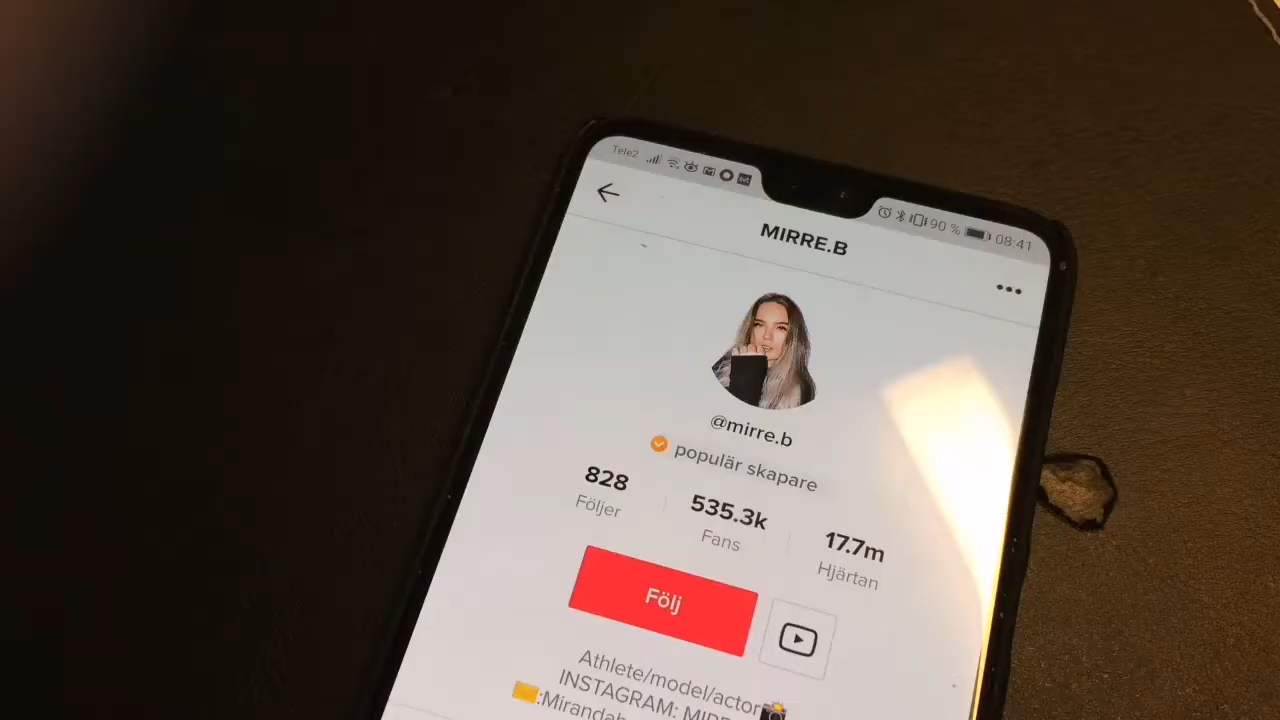 Tele2 90 % 08:41
MIRRE.B
@mirre.b
populär skapare
828 535.3k 17.7m
Följer Fans Hjärtan
Följ
Athlete/model/actor
INSTAGRAM: